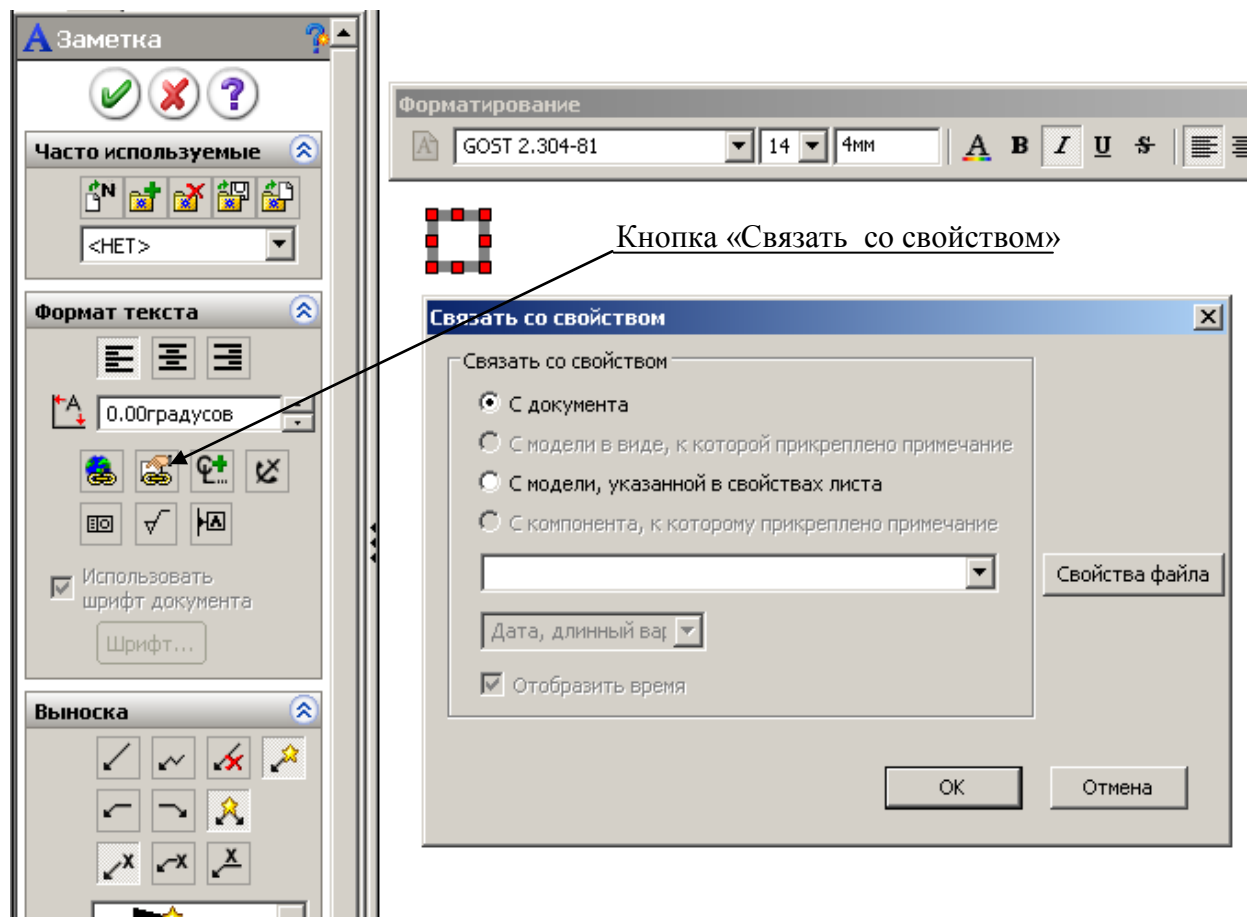 Заметка
Часто используемые
<НЕТ>
Формат текста
0.00градусов
Использовать
шрифт документа
Шрифт...
Выноска
Форматирование
GOST 2.304-81 14 4мм A B I U S
Кнопка «Связать со свойством»
Связать со свойством
Связать со свойством
С документа
С модели в виде, к которой прикреплено примечание
С модели, указанной в свойствах листа
С компонента, к которому прикреплено примечание
Свойства файла
Дата, длинный вар
Отобразить время
OK Отмена